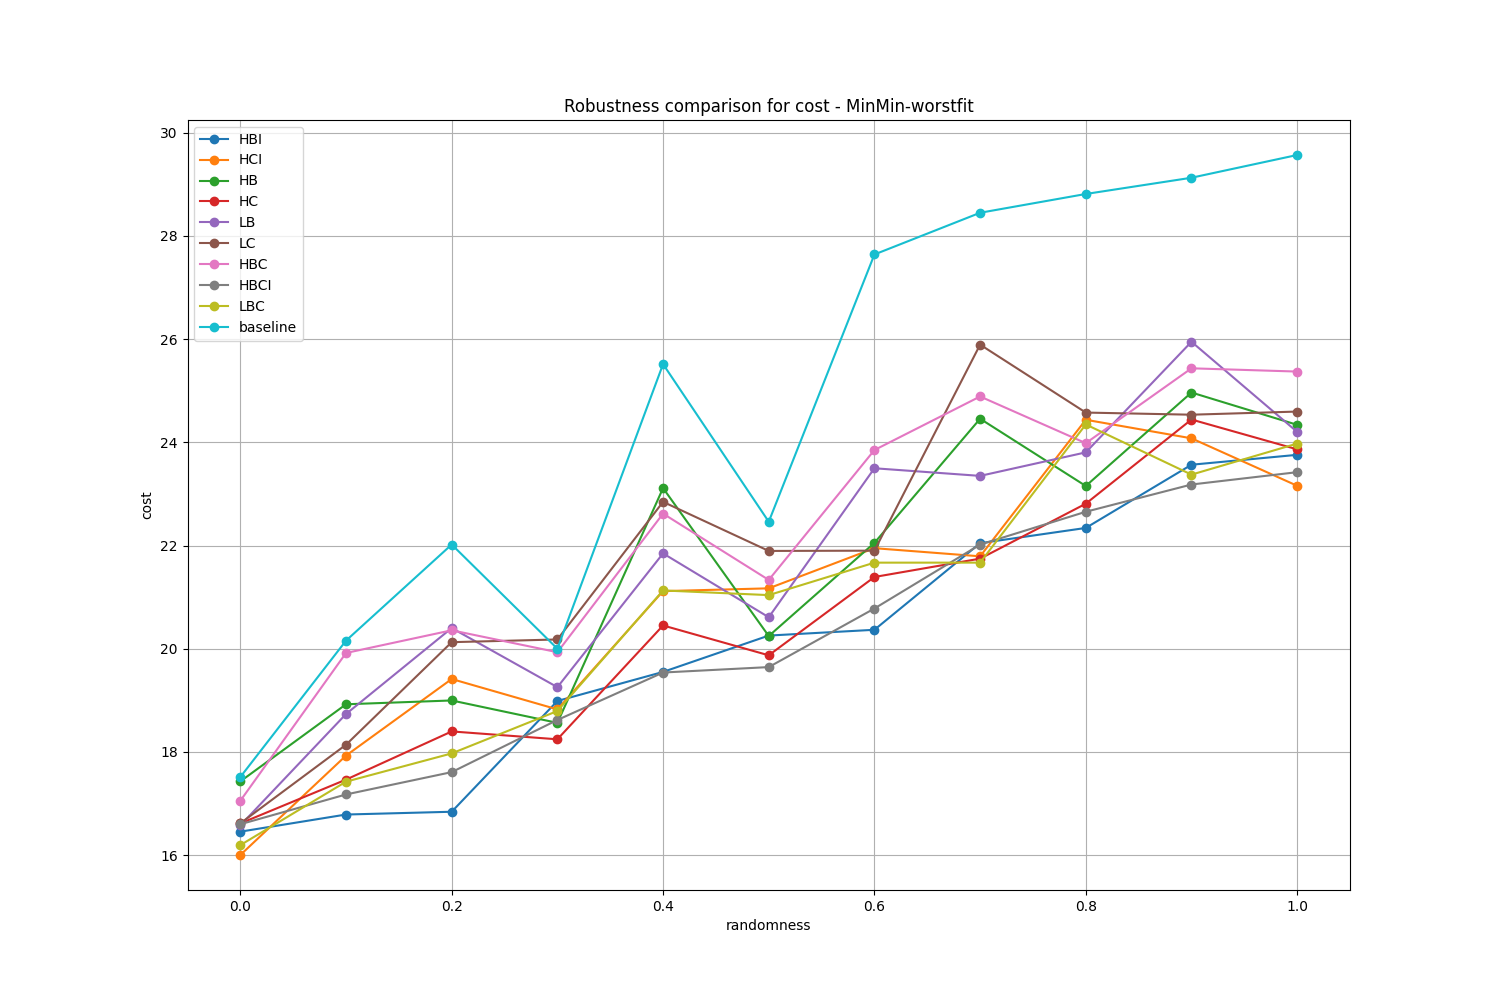 Robustness comparison for cost - MinMin-worstfit
HBI
HCI
HB
HC
LB
LC
HBC
HBCI
LBC
baseline
30
28
26
24
22
20
18
16
cost
0.0
0.2
0.4
0.6
0.8
1.0
randomness